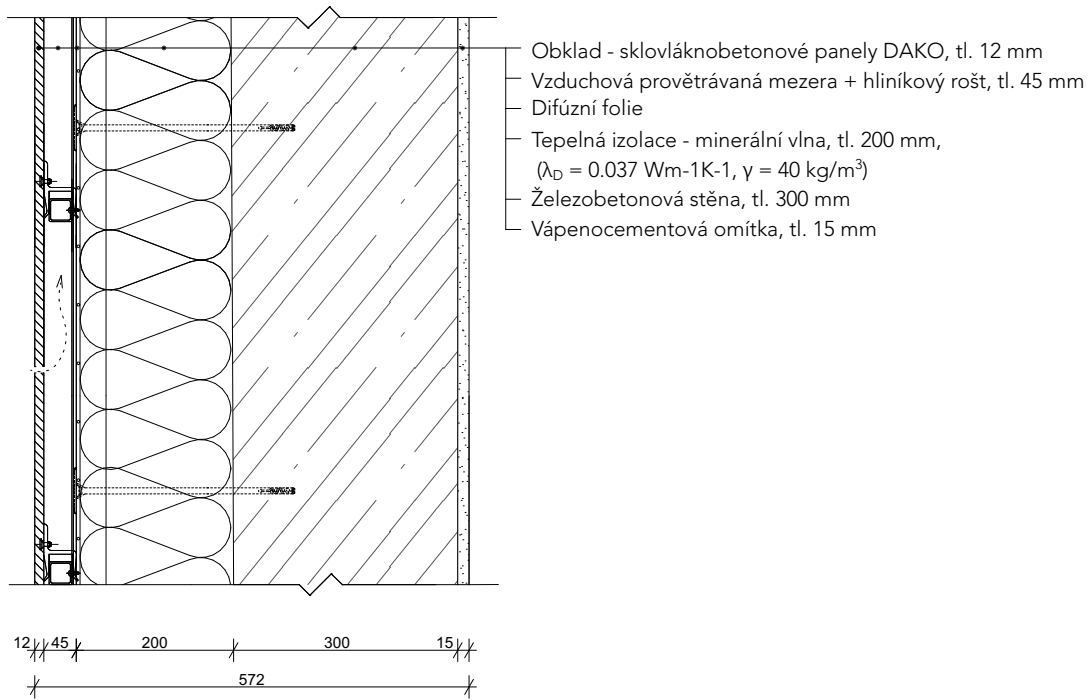 Obklad - sklovláknobetonové panely DAKO, tl. 12 mm
Vzduchová provětrávaná mezera + hliníkový rošt, tl. 45 mm
Difúzní folie
Tepelná izolace - minerální vlna, tl. 200 mm,
(λD = 0.037 Wm-1K-1, γ = 40 kg/m³)
Železobetonová stěna, tl. 300 mm
Vápenocementová omítka, tl. 15 mm
12 45 200 300 15
572